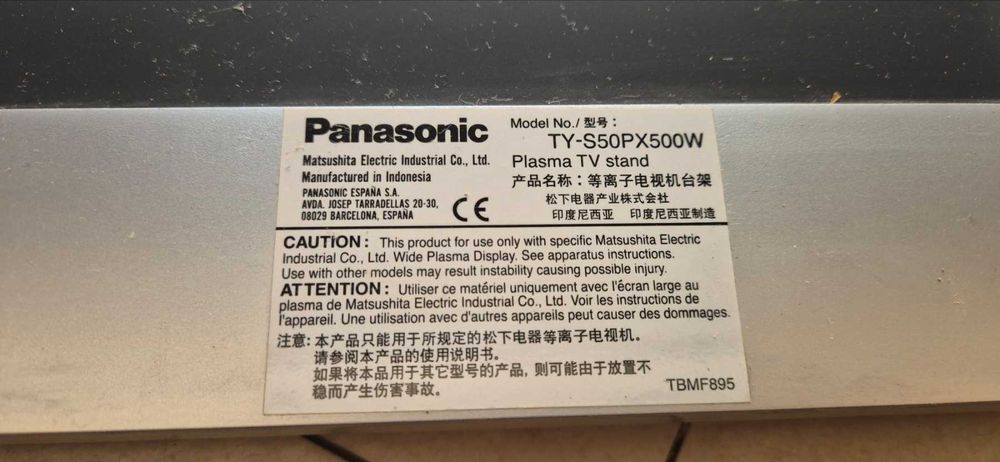 Panasonic
Matsushita Electric Industrial Co., Ltd.
Manufactured in Indonesia
PANASONIC ESPAÑA S.A.
AVDA. JOSEP TARRADELLAS 20-30,
08029 BARCELONA, ESPAÑA
CE
Model No./型号：
TY-S50PX500W
Plasma TV stand
产品名称：等离子电视机台架
松下电器产业株式会社
印度尼西亚 印度尼西亚制造
CAUTION: This product for use only with specific Matsushita Electric
Industrial Co., Ltd. Wide Plasma Display. See apparatus instructions.
Use with other models may result instability causing possible injury.
ATTENTION: Utiliser ce matériel uniquement avec l'écran large au
plasma de Matsushita Electric Industrial Co., Ltd. Voir les instructions de
l'appareil. Une utilisation avec d'autres appareils peut causer des dommages.
注意: 本产品只能用于所规定的松下电器等离子电视机.
请参阅本产品的使用说明书.
如果将本品用于其它型号的产品, 则可能由于放置不
稳而产生伤害事故.
TBMF895